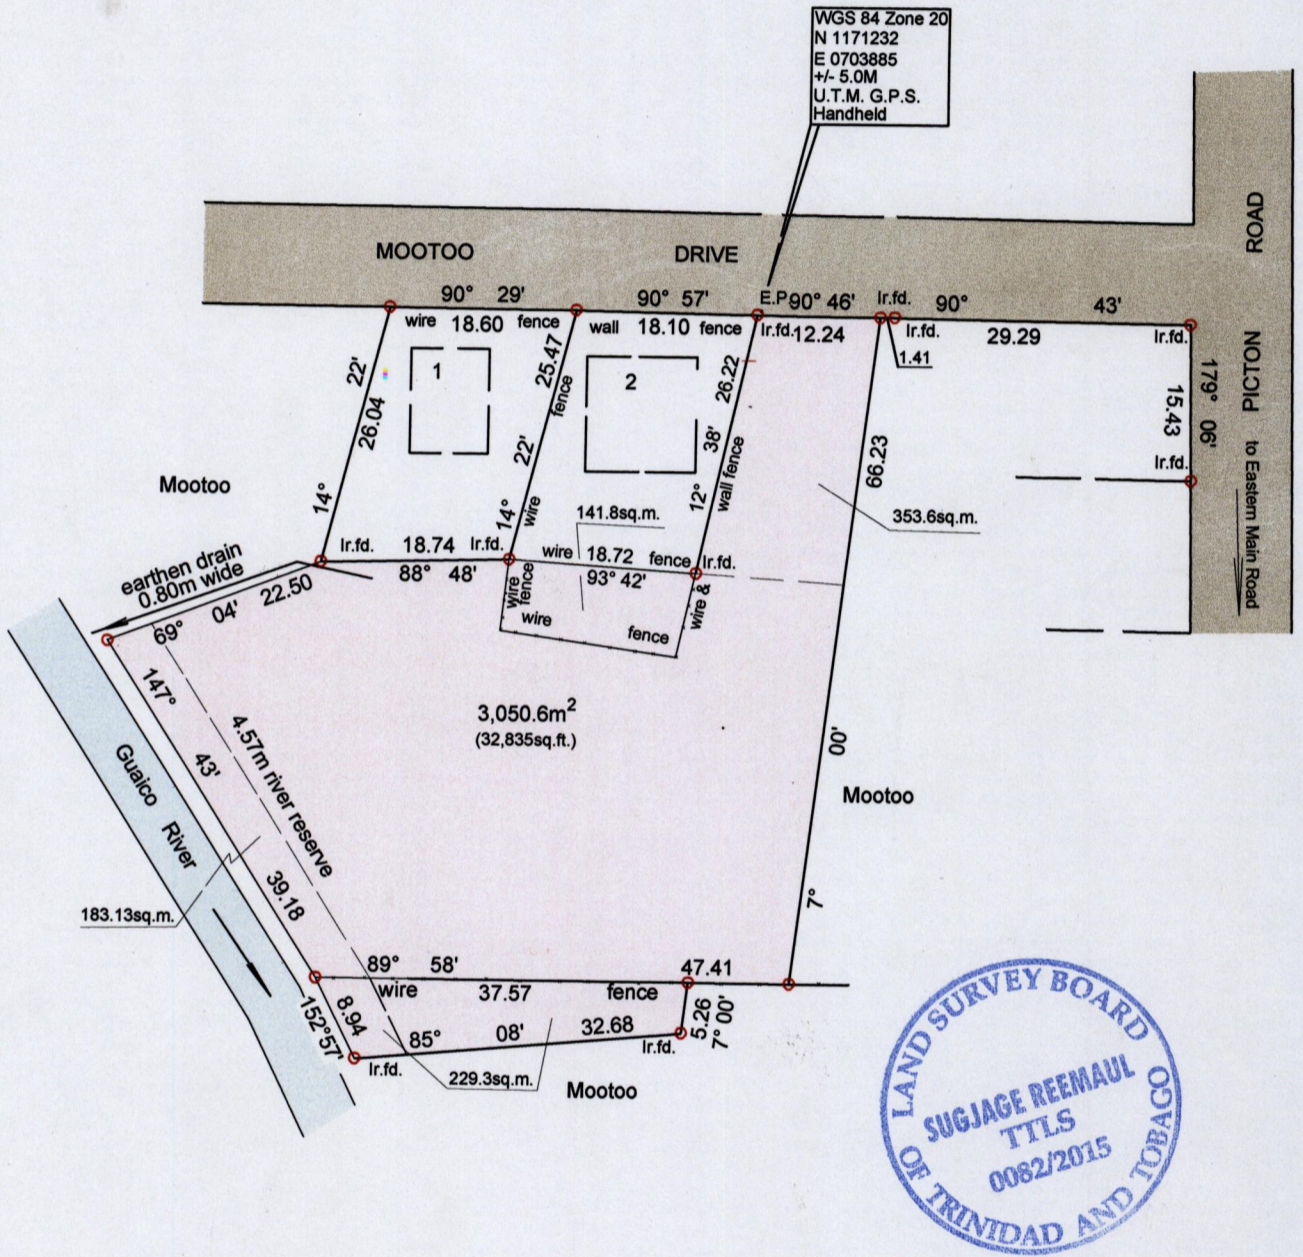 WGS 84 Zone 20
N 1171232
E 0703885
+/- 5.0M
U.T.M. G.P.S.
Handheld
ROAD
MOOTOO DRIVE
90° 29'
90° 57'
E.P.
90° 46'
Ir.fd.
90° 43'
wire 18.60 fence
wall 18.10 fence
Ir.fd.
12.24
Ir.fd.
29.29
Ir.fd.
1.41
PICTON
179° 06'
15.43
Ir.fd.
to Eastern Main Road
1
2
14° 22'
26.04
14° 22'
25.47
wire fence
12° 38'
26.22
wall fence
66.23
7° 00'
Mootoo
141.8sq.m.
353.6sq.m.
Ir.fd. 18.74 Ir.fd.
88° 48'
wire 18.72 fence
93° 42'
Ir.fd.
wire
fence
wire &
wire fence
earthen drain
0.80m wide
69° 04' 22.50
147° 43'
39.18
4.57m river reserve
3,050.6m²
(32,835sq.ft.)
Guaico River
Mootoo
183.13sq.m.
89° 58'
47.41
wire 37.57 fence
8.94
152°57'
85° 08' 32.68
5.26
7° 00'
Ir.fd.
Ir.fd.
229.3sq.m.
Mootoo
LAND SURVEY BOARD
OF TRINIDAD AND TOBAGO
SUGJAGE REEMAUL
TTLS
0082/2015